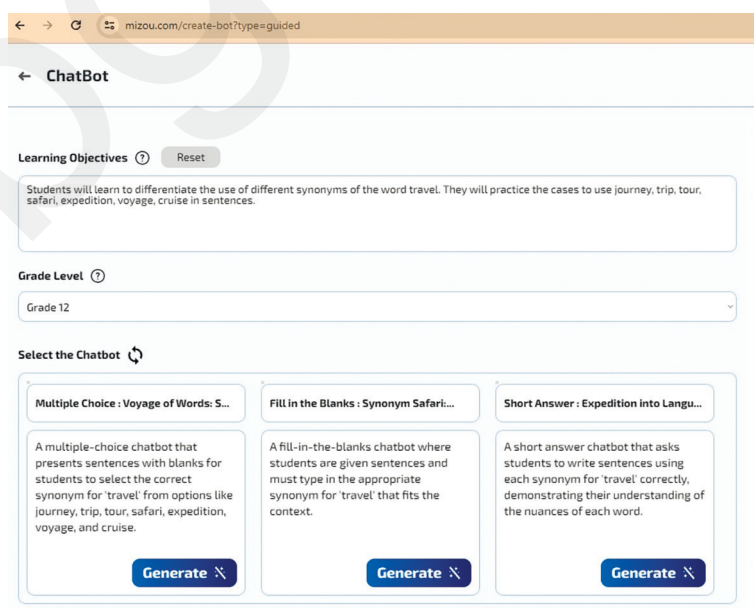 mizou.com/create-bot?type=guided
ChatBot
Learning Objectives ? Reset
Students will learn to differentiate the use of different synonyms of the word travel. They will practice the cases to use journey, trip, tour,
safari, expedition, voyage, cruise in sentences.
Grade Level ?
Grade 12
Select the Chatbot
Multiple Choice : Voyage of Words: S...
A multiple-choice chatbot that
presents sentences with blanks for
students to select the correct
synonym for 'travel' from options like
journey, trip, tour, safari, expedition,
voyage, and cruise.
Generate
Fill in the Blanks : Synonym Safari:...
A fill-in-the-blanks chatbot where
students are given sentences and
must type in the appropriate
synonym for 'travel' that fits the
context.
Generate
Short Answer : Expedition into Langu...
A short answer chatbot that asks
students to write sentences using
each synonym for 'travel' correctly,
demonstrating their understanding of
the nuances of each word.
Generate